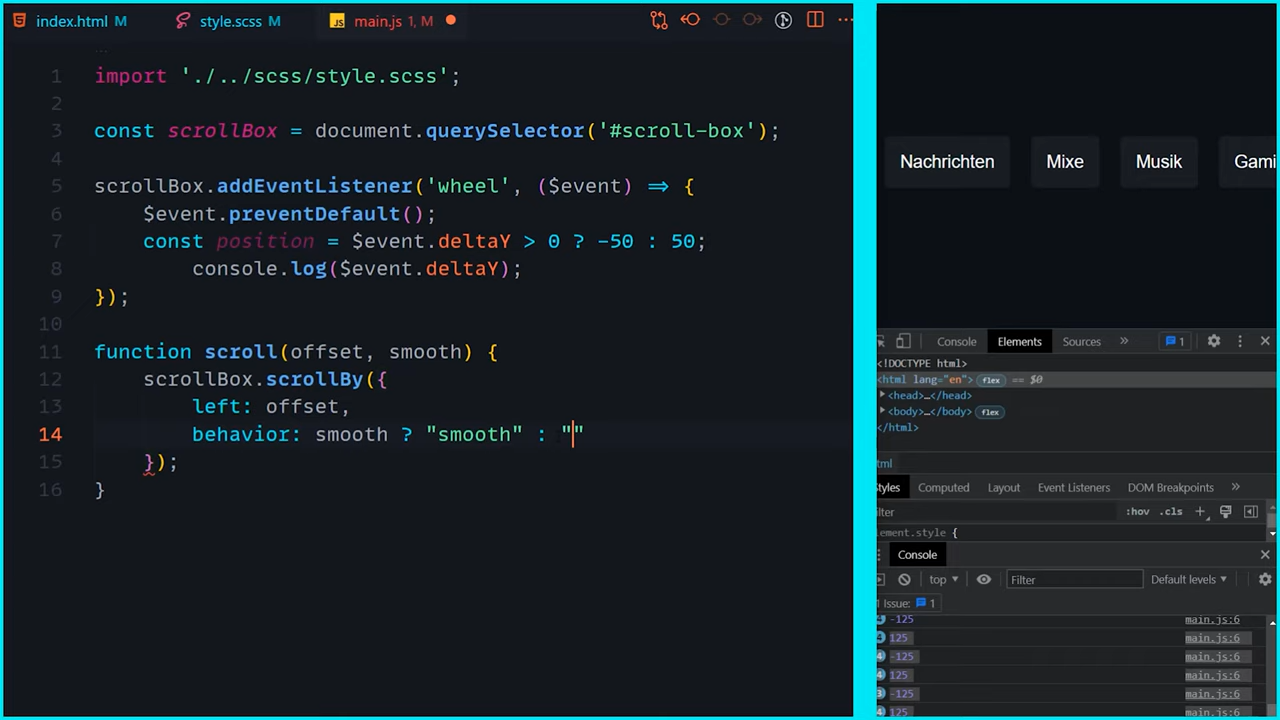 index.html M
style.scss M
main.js 1, M
...
1 import './../scss/style.scss';
2
3 const scrollBox = document.querySelector('#scroll-box');
4
5 scrollBox.addEventListener('wheel', ($event) => {
6 $event.preventDefault();
7 const position = $event.deltaY > 0 ? -50 : 50;
8 console.log($event.deltaY);
9 });
10
11 function scroll(offset, smooth) {
12 scrollBox.scrollBy({
13 left: offset,
14 behavior: smooth ? "smooth" : ""
15 });
16 }
Nachrichten Mixe Musik Gami
Console Elements Sources » 1
<!DOCTYPE html>
<html lang="en"> flex == $0
<head>…</head>
<body>…</body> flex
</html>
tml
Styles Computed Layout Event Listeners DOM Breakpoints »
ilter :hov .cls +
ement.style {
Console
top Filter Default levels
1 Issue: 1
-125 main.js:6
125 main.js:6
-125 main.js:6
125 main.js:6
-125 main.js:6
125 main.js:6